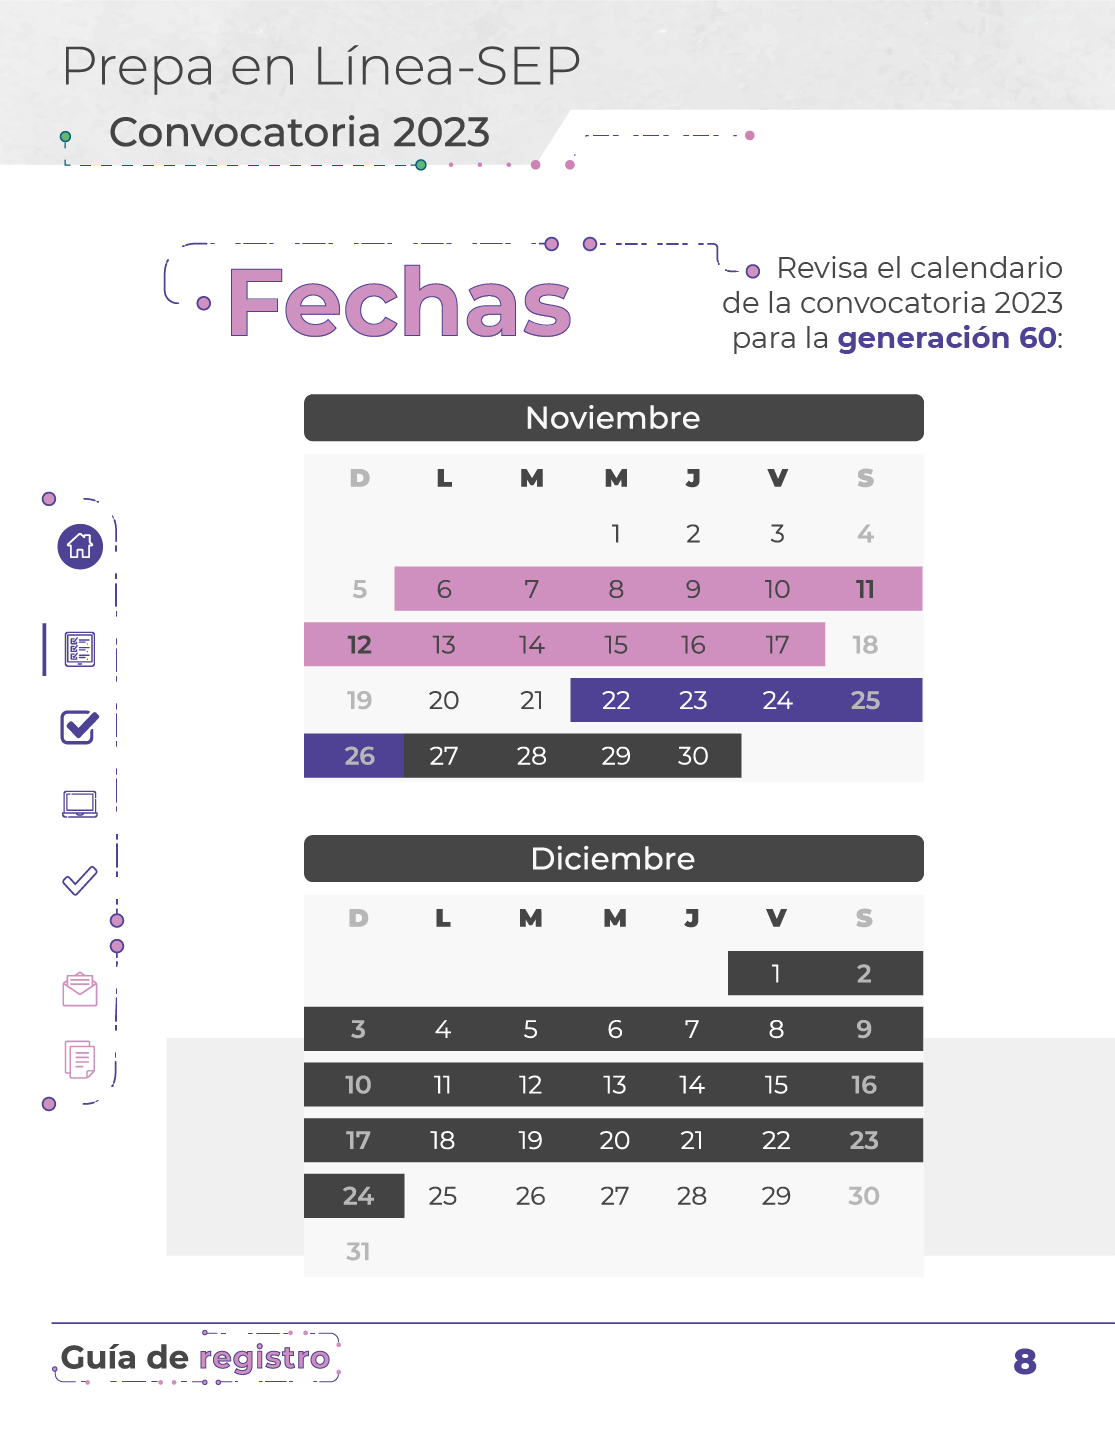 Prepa en Línea-SEP
Convocatoria 2023
Fechas
Revisa el calendario
de la convocatoria 2023
para la generación 60:
Noviembre
D L M M J V S
1 2 3 4
5 6 7 8 9 10 11
12 13 14 15 16 17 18
19 20 21 22 23 24 25
26 27 28 29 30
Diciembre
D L M M J V S
1 2
3 4 5 6 7 8 9
10 11 12 13 14 15 16
17 18 19 20 21 22 23
24 25 26 27 28 29 30
31
Guía de registro
8